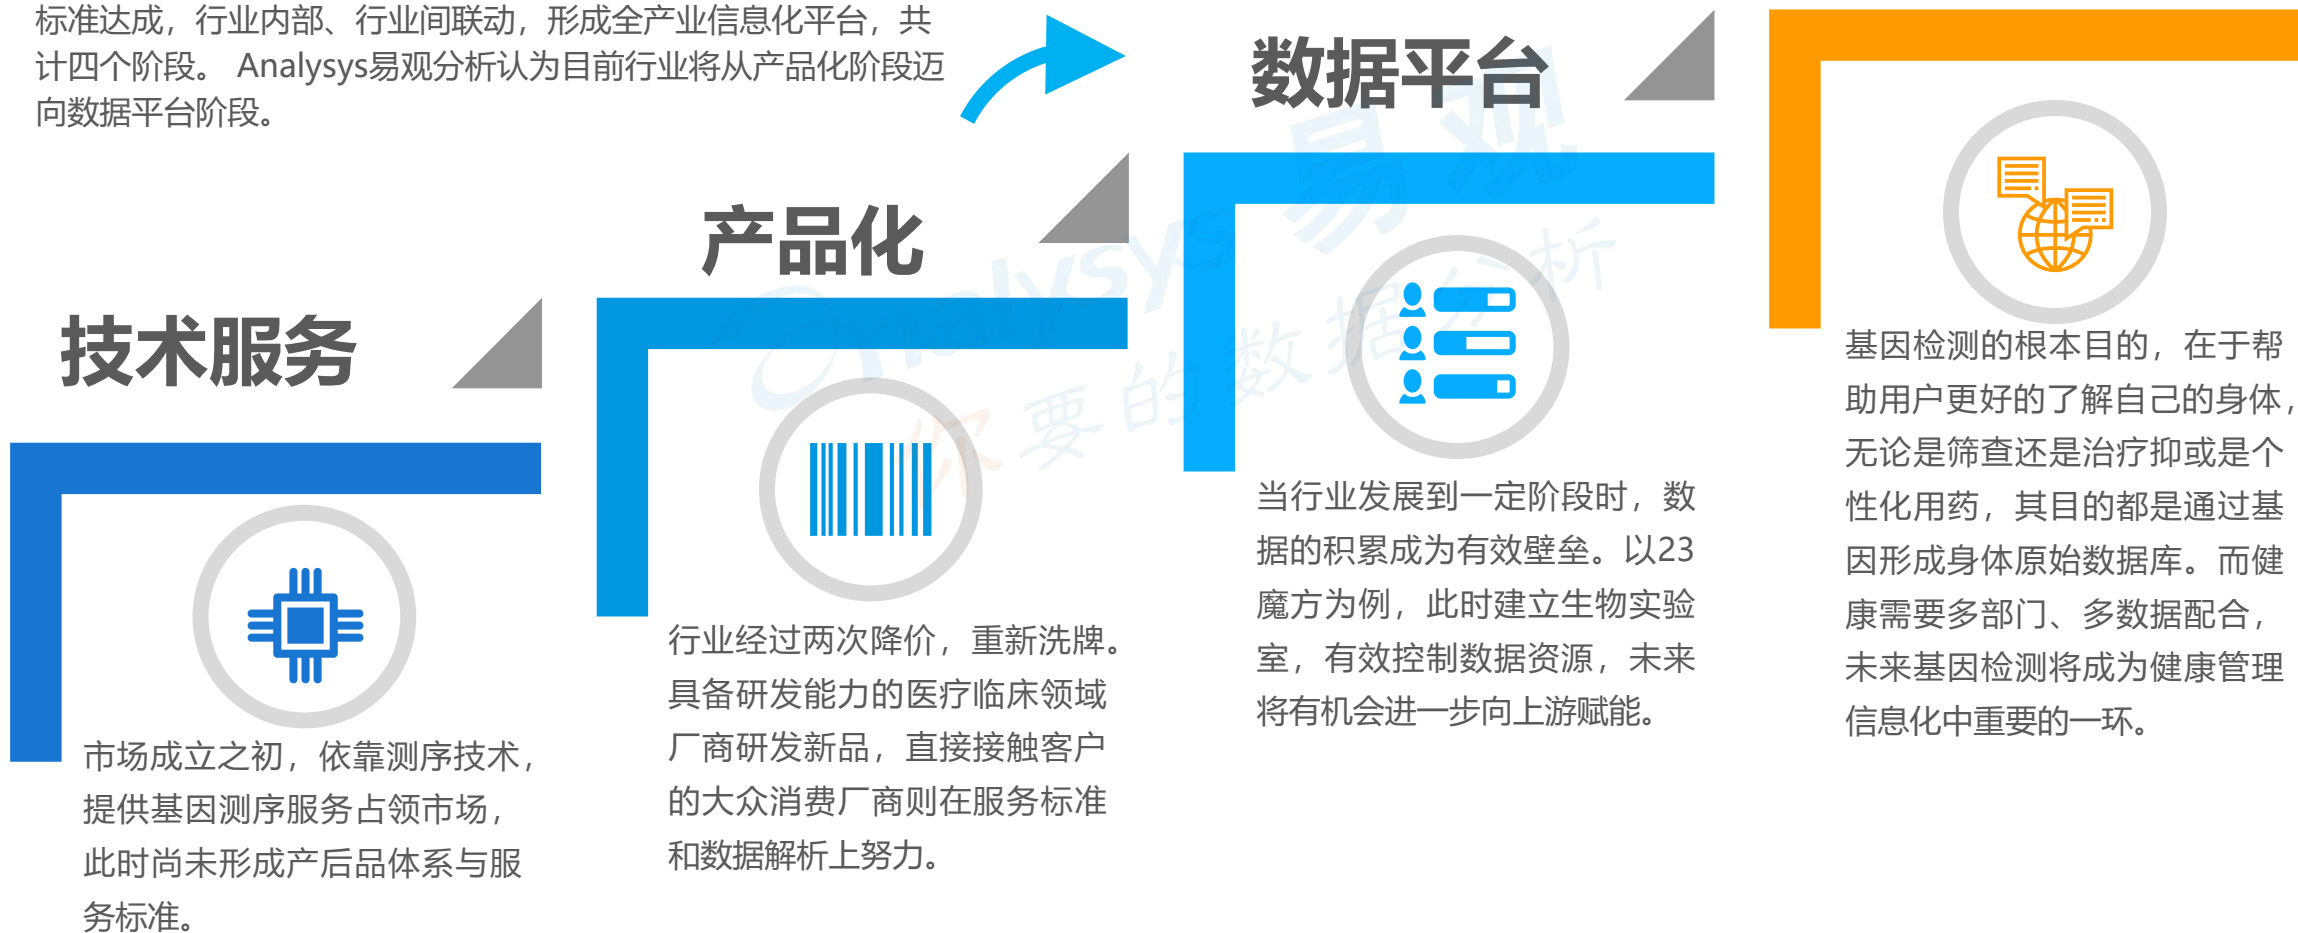 标准达成，行业内部、行业间联动，形成全产业信息化平台，共
计四个阶段。 Analysys易观分析认为目前行业将从产品化阶段迈
向数据平台阶段。
技术服务
市场成立之初，依靠测序技术，
提供基因测序服务占领市场，
此时尚未形成产后品体系与服
务标准。
产品化
行业经过两次降价，重新洗牌。
具备研发能力的医疗临床领域
厂商研发新品，直接接触客户
的大众消费厂商则在服务标准
和数据解析上努力。
数据平台
当行业发展到一定阶段时，数
据的积累成为有效壁垒。以23
魔方为例，此时建立生物实验
室，有效控制数据资源，未来
将有机会进一步向上游赋能。
基因检测的根本目的，在于帮
助用户更好的了解自己的身体，
无论是筛查还是治疗抑或是个
性化用药，其目的都是通过基
因形成身体原始数据库。而健
康需要多部门、多数据配合，
未来基因检测将成为健康管理
信息化中重要的一环。
analysys 易观
你要的数据分析